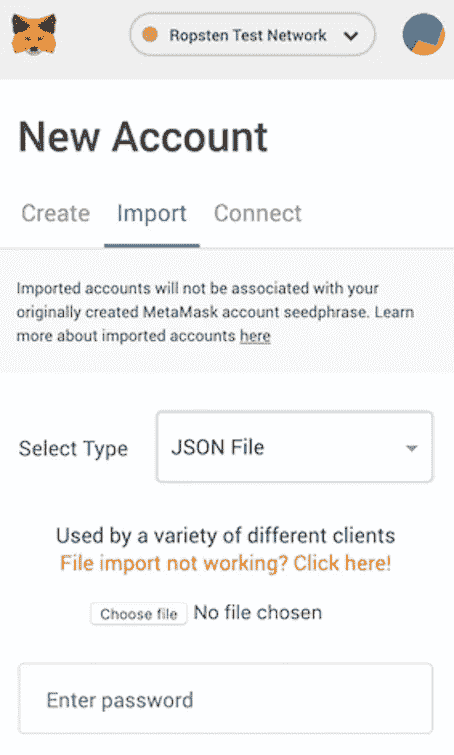 Ropsten Test Network
New Account
Create Import Connect
Imported accounts will not be associated with your
originally created MetaMask account seedphrase. Learn
more about imported accounts here
Select Type JSON File
Used by a variety of different clients
File import not working? Click here!
Choose file No file chosen
Enter password